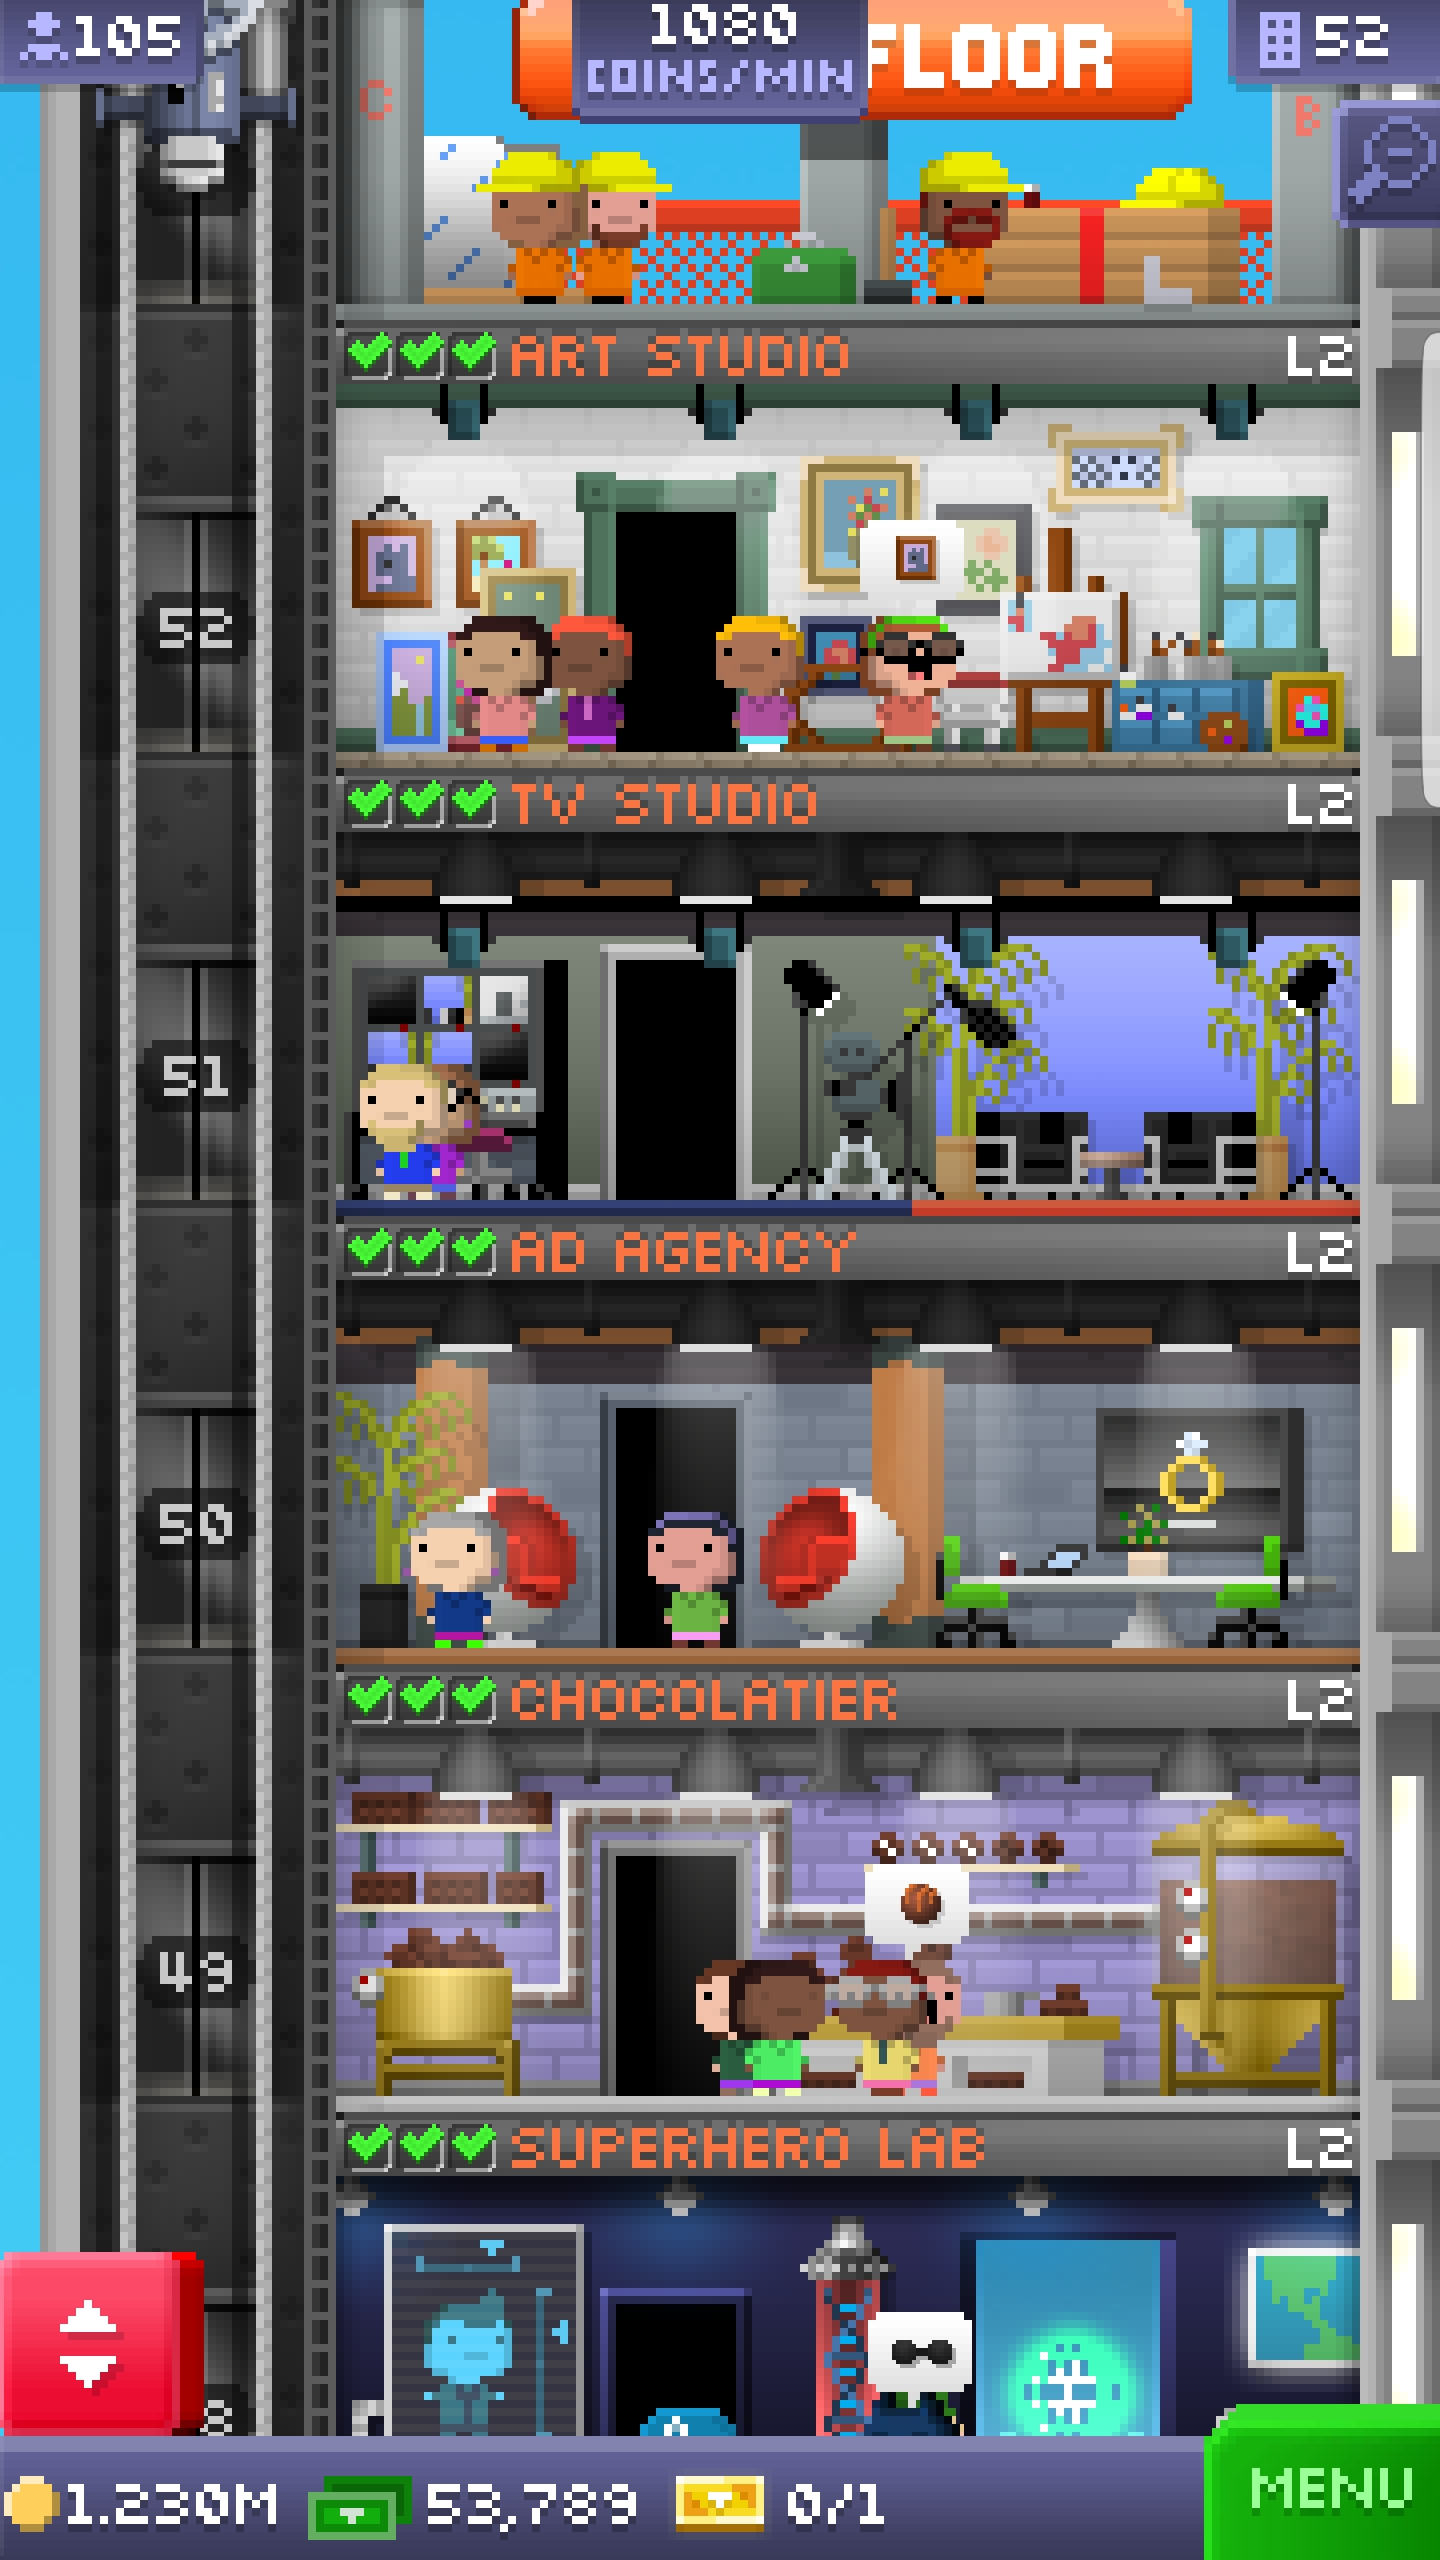 105
1080
COINS/MIN
FLOOR
52
C
B
ART STUDIO L2
52
TV STUDIO L2
51
AD AGENCY L2
50
CHOCOLATIER L2
49
SUPERHERO LAB L2
8
1.230M 53,789 0/1 MENU